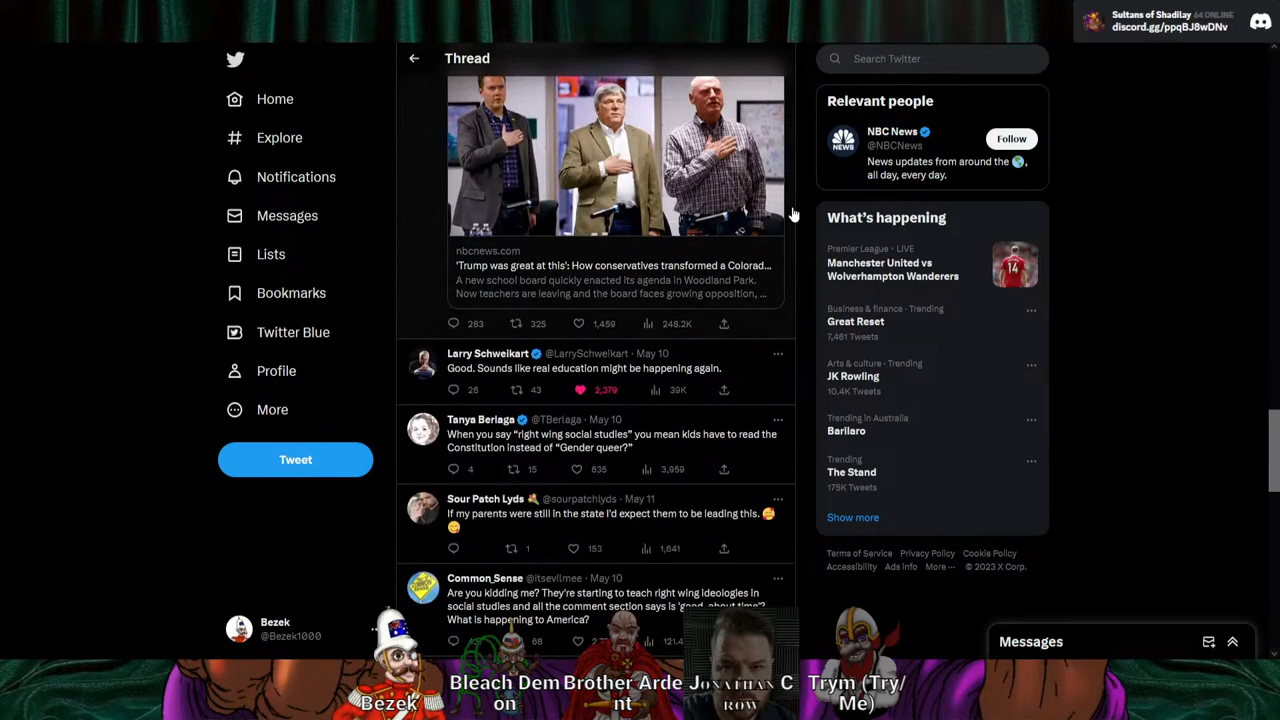 Sultans of Shadilay 64 ONLINE
discord.gg/ppqBJ8wDNv
Home
Explore
Notifications
Messages
Lists
Bookmarks
Twitter Blue
Profile
More
Tweet
Bezek
@Bezek1000
Thread
nbcnews.com
'Trump was great at this': How conservatives transformed a Colorad...
A new school board quickly enacted its agenda in Woodland Park.
Now teachers are leaving and the board faces growing opposition, ...
283 325 1,459 248.2K
Larry Schweikart @LarrySchweikart · May 10
Good. Sounds like real education might be happening again.
26 43 2,379 39K
Tanya Berlaga @TBerlaga · May 10
When you say “right wing social studies” you mean kids have to read the
Constitution instead of “Gender queer?”
4 15 635 3,959
Sour Patch Lyds @sourpatchlyds · May 11
If my parents were still in the state I'd expect them to be leading this.
1 153 1,641
Common_Sense @itsevilmee · May 10
Are you kidding me? They're starting to teach right wing ideologies in
social studies and all the comment section says is 'good, about time'?
What is happening to America?
68 121.4
Search Twitter
Relevant people
NBC News
@NBCNews
Follow
News updates from around the 🌎,
all day, every day.
NEWS
What's happening
Premier League · LIVE
Manchester United vs
Wolverhampton Wanderers
14
Business & finance · Trending
Great Reset
7,461 Tweets
Arts & culture · Trending
JK Rowling
10.4K Tweets
Trending in Australia
Barilaro
Trending
The Stand
175K Tweets
Show more
Terms of Service Privacy Policy Cookie Policy
Accessibility Ads info More ··· © 2023 X Corp.
Messages
Bezek
Bleach Dem
on
Brother Arde
nt
Jonathan C
row
Trym (Try/
Me)